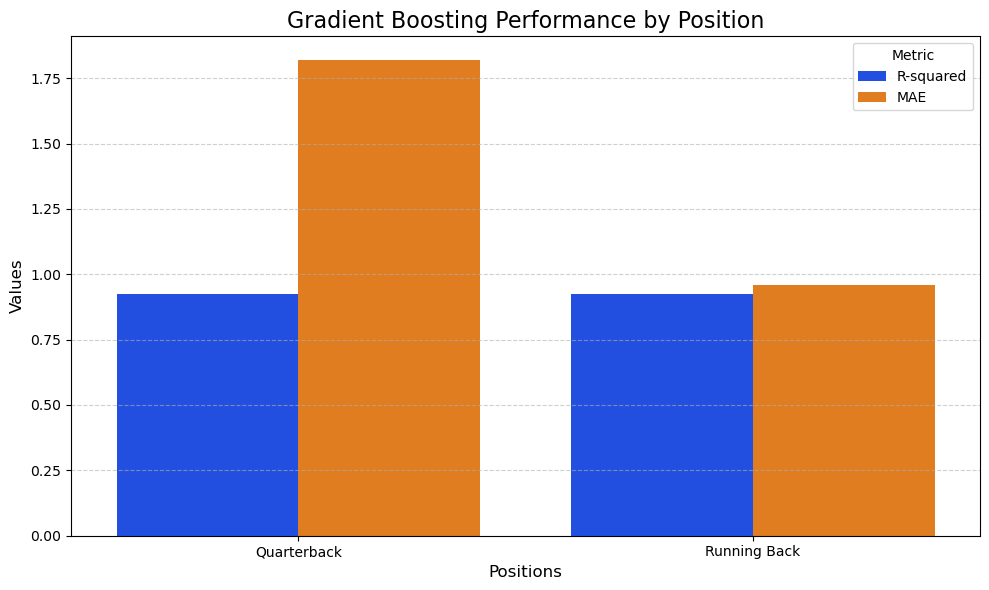 Gradient Boosting Performance by Position
Metric
R-squared
MAE
Values
1.75
1.50
1.25
1.00
0.75
0.50
0.25
0.00
Quarterback
Running Back
Positions